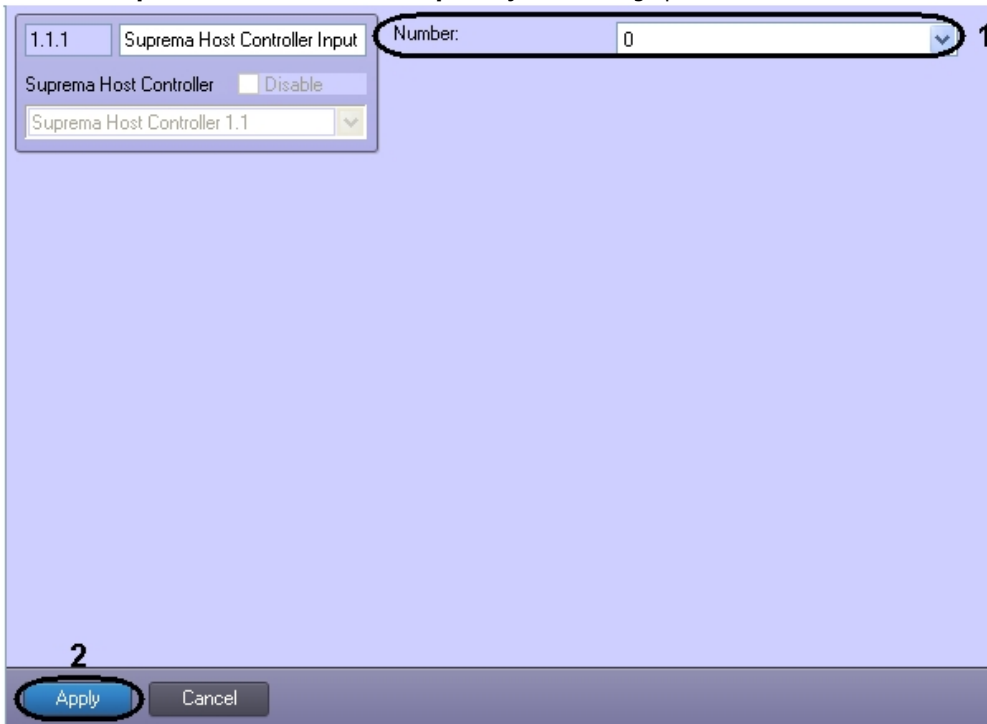 1.1.1 Suprema Host Controller Input
Number: 0 1
Suprema Host Controller Disable
Suprema Host Controller 1.1
2
Apply Cancel